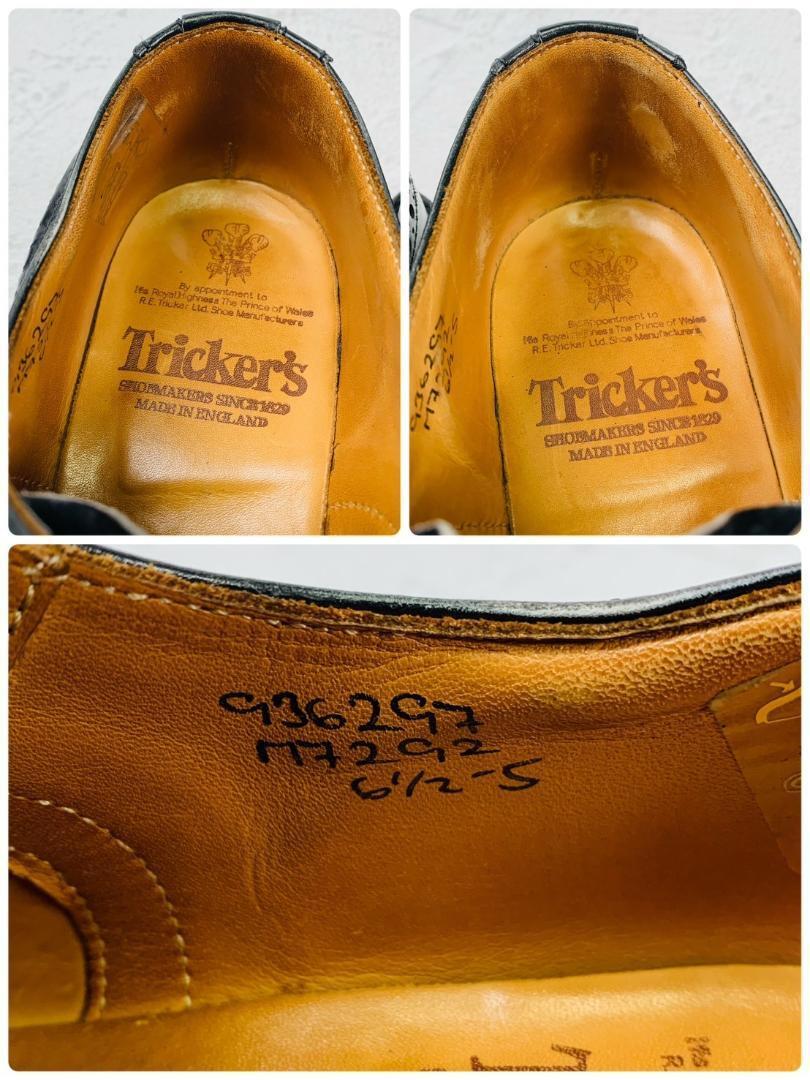 By appointment to
His Royal Highness The Prince of Wales
R.E. Tricker Ltd. Shoe Manufacturers
Tricker's
SHOEMAKERS SINCE 1829
MADE IN ENGLAND
By appointment to
His Royal Highness The Prince of Wales
R.E. Tricker Ltd. Shoe Manufacturers
Tricker's
SHOEMAKERS SINCE 1829
MADE IN ENGLAND
936297
M7292
6½-5